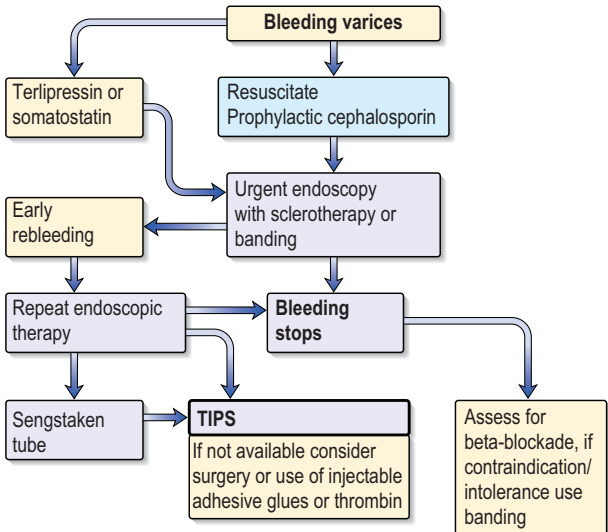 Bleeding varices
Terlipressin or
somatostatin
Resuscitate
Prophylactic cephalosporin
Urgent endoscopy
with sclerotherapy or
banding
Early
rebleeding
Repeat endoscopic
therapy
Bleeding
stops
Sengstaken
tube
TIPS
If not available consider
surgery or use of injectable
adhesive glues or thrombin
Assess for
beta-blockade, if
contraindication/
intolerance use
banding